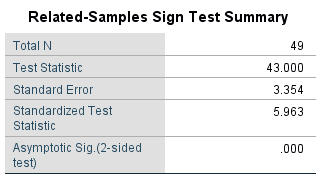 Related-Samples Sign Test Summary
Total N 49
Test Statistic 43.000
Standard Error 3.354
Standardized Test 5.963
Statistic
Asymptotic Sig.(2-sided .000
test)